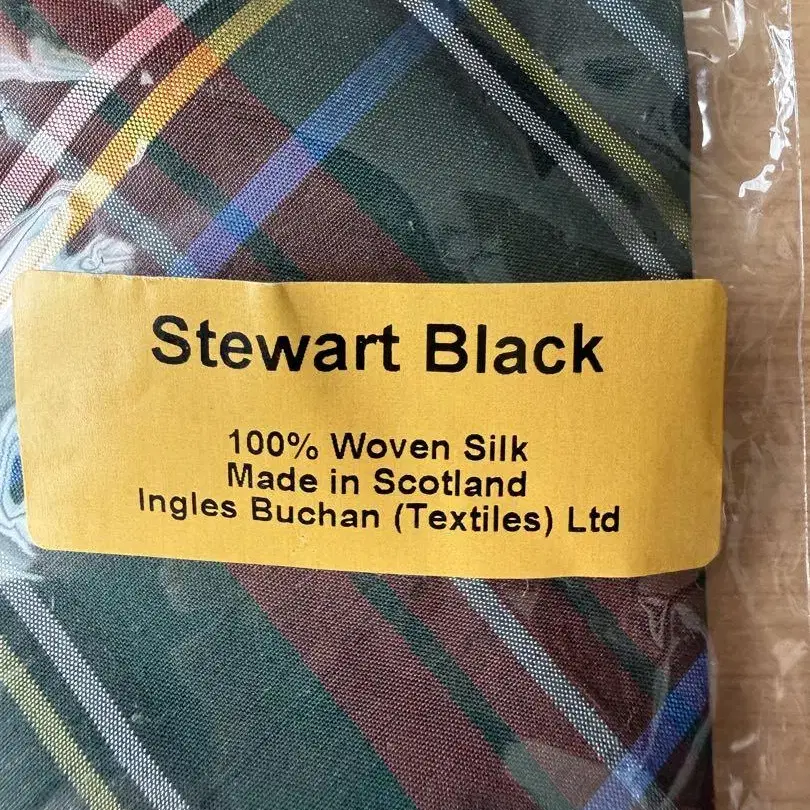 Stewart Black
100% Woven Silk
Made in Scotland
Ingles Buchan (Textiles) Ltd